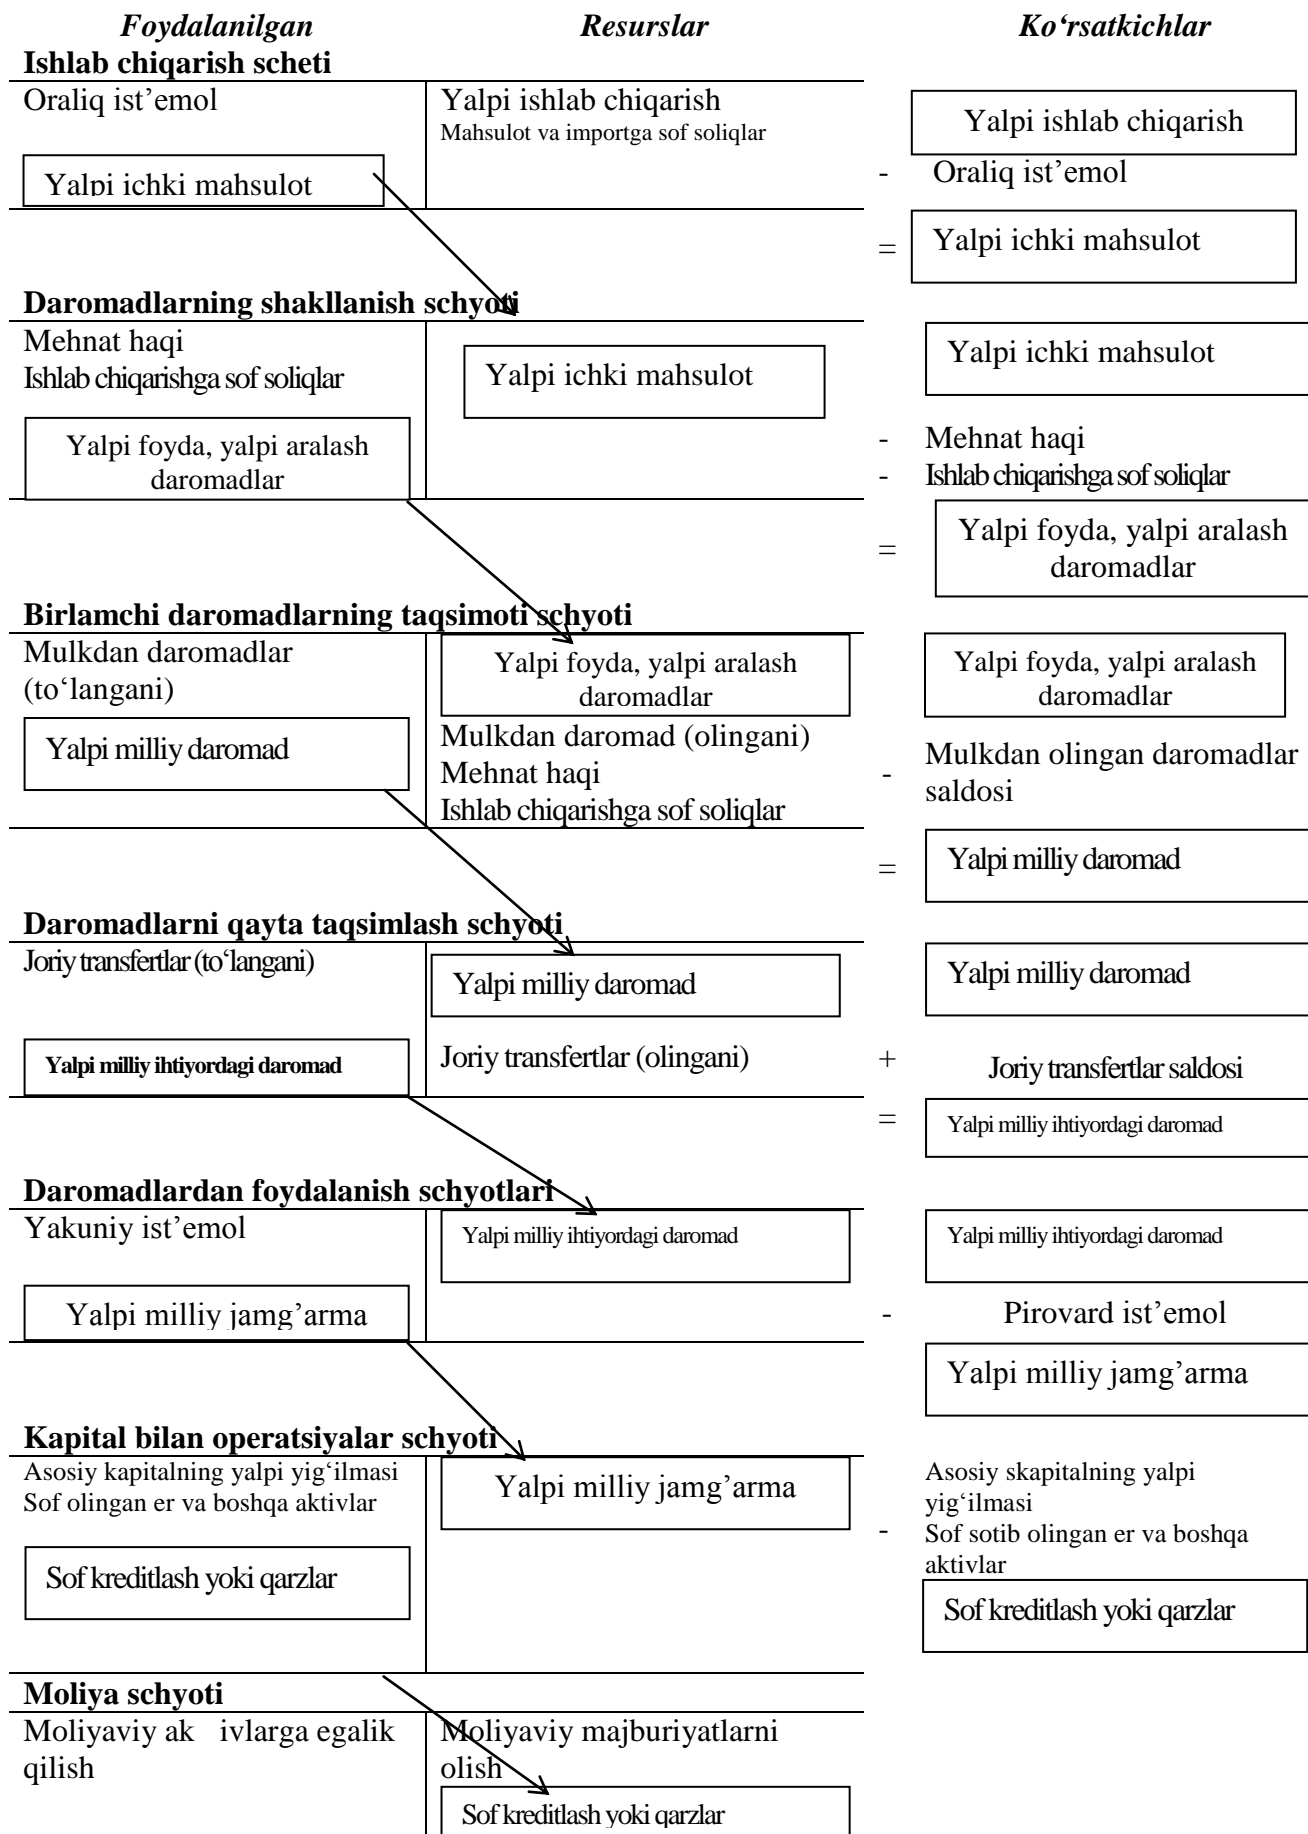 Foydalanilgan Resurslar Ko‘rsatkichlar
Ishlab chiqarish scheti
Oraliq ist’emol
Yalpi ichki mahsulot
Yalpi ishlab chiqarish
Mahsulot va importga sof soliqlar
Yalpi ishlab chiqarish
- Oraliq ist’emol
= Yalpi ichki mahsulot
Daromadlarning shakllanish schyoti
Mehnat haqi
Ishlab chiqarishga sof soliqlar
Yalpi foyda, yalpi aralash
daromadlar
Yalpi ichki mahsulot
Yalpi ichki mahsulot
- Mehnat haqi
- Ishlab chiqarishga sof soliqlar
= Yalpi foyda, yalpi aralash
daromadlar
Birlamchi daromadlarning taqsimoti schyoti
Mulkdan daromadlar
(to‘langani)
Yalpi milliy daromad
Yalpi foyda, yalpi aralash
daromadlar
Mulkdan daromad (olingani)
Mehnat haqi
Ishlab chiqarishga sof soliqlar
Yalpi foyda, yalpi aralash
daromadlar
- Mulkdan olingan daromadlar
saldosi
= Yalpi milliy daromad
Daromadlarni qayta taqsimlash schyoti
Joriy transfertlar (to‘langani)
Yalpi milliy ihtiyordagi daromad
Yalpi milliy daromad
Joriy transfertlar (olingani)
Yalpi milliy daromad
+ Joriy transfertlar saldosi
= Yalpi milliy ihtiyordagi daromad
Daromadlardan foydalanish schyotlari
Yakuniy ist’emol
Yalpi milliy jamg’arma
Yalpi milliy ihtiyordagi daromad
Yalpi milliy ihtiyordagi daromad
- Pirovard ist’emol
Yalpi milliy jamg’arma
Kapital bilan operatsiyalar schyoti
Asosiy kapitalning yalpi yig‘ilmasi
Sof olingan er va boshqa aktivlar
Sof kreditlash yoki qarzlar
Yalpi milliy jamg’arma
Asosiy skapitalning yalpi
yig‘ilmasi
- Sof sotib olingan er va boshqa
aktivlar
Sof kreditlash yoki qarzlar
Moliya schyoti
Moliyaviy ak ivlarga egalik
qilish
Moliyaviy majburiyatlarni
olish
Sof kreditlash yoki qarzlar